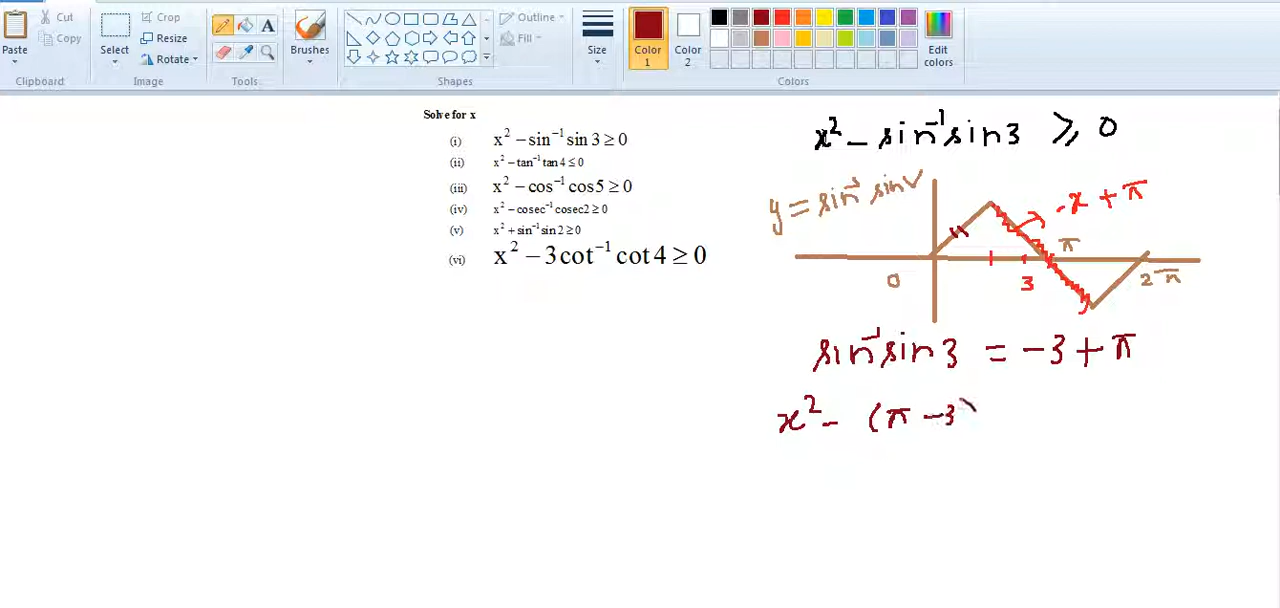 Paste
Cut
Copy
Clipboard
Select
Crop
Resize
Rotate
Image
Tools
Brushes
Shapes
Outline
Fill
Size
Color 1
Color 2
Colors
Edit colors
Solve for x
(i) x² − sin⁻¹ sin 3 ≥ 0
(ii) x² − tan⁻¹ tan 4 ≤ 0
(iii) x² − cos⁻¹ cos 5 ≥ 0
(iv) x² − cosec⁻¹ cosec 2 ≥ 0
(v) x² + sin⁻¹ sin 2 ≥ 0
(vi) x² − 3cot⁻¹ cot 4 ≥ 0
x² − sin⁻¹ sin 3 ≥ 0
y = sin⁻¹ sin
-x + π
π
0
3
2π
sin⁻¹ sin 3 = −3 + π
x² − (π − 3)